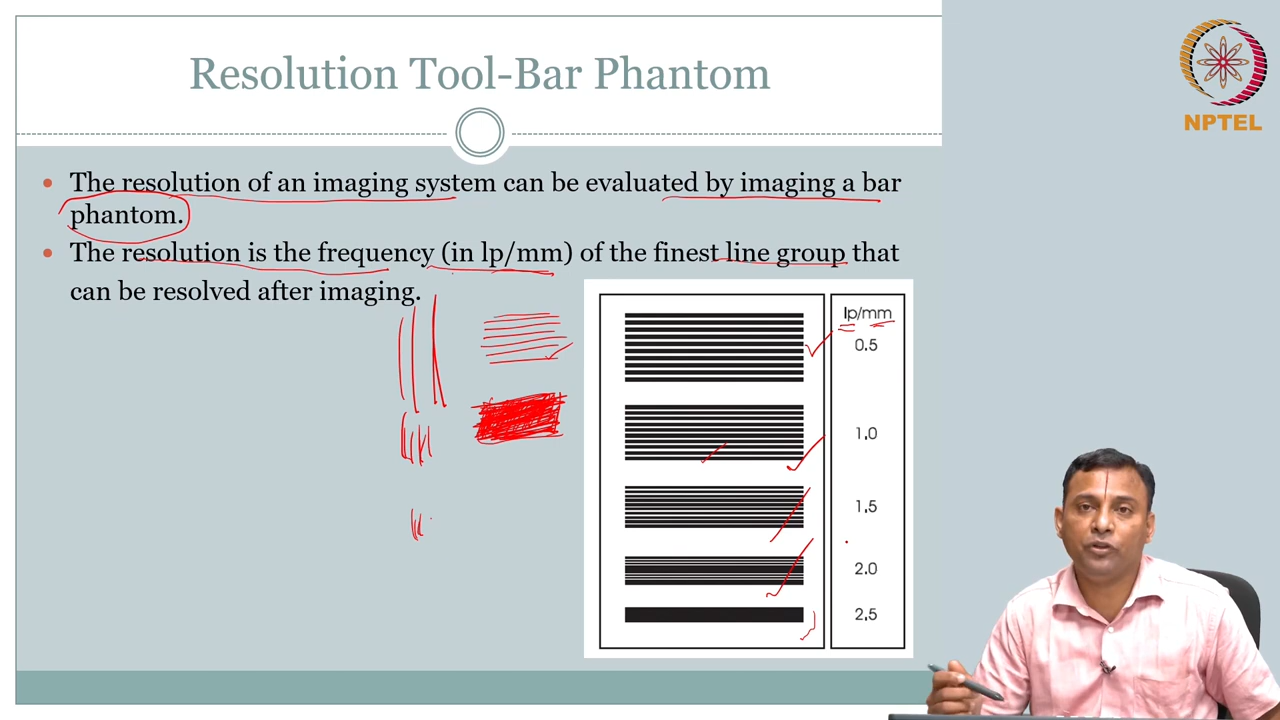 Resolution Tool-Bar Phantom
NPTEL
• The resolution of an imaging system can be evaluated by imaging a bar
phantom.
• The resolution is the frequency (in lp/mm) of the finest line group that
can be resolved after imaging.
lp/mm
0.5
1.0
1.5
2.0
2.5